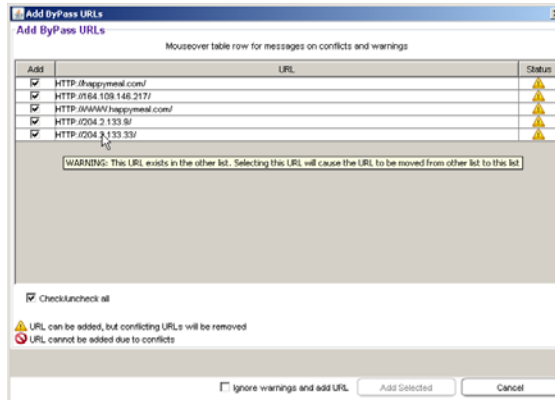 Add ByPass URLs
Add ByPass URLs
Mouseover table row for messages on conflicts and warnings
Add URL Status
HTTP://happymeal.com/
HTTP://164.109.146.217/
HTTP://WWW.happymeal.com/
HTTP://204.2.133.9/
HTTP://204.2.133.33/
WARNING: This URL exists in the other list. Selecting this URL will cause the URL to be moved from other list to this list
Check/uncheck all
URL can be added, but conflicting URLs will be removed
URL cannot be added due to conflicts
Ignore warnings and add URL Add Selected Cancel